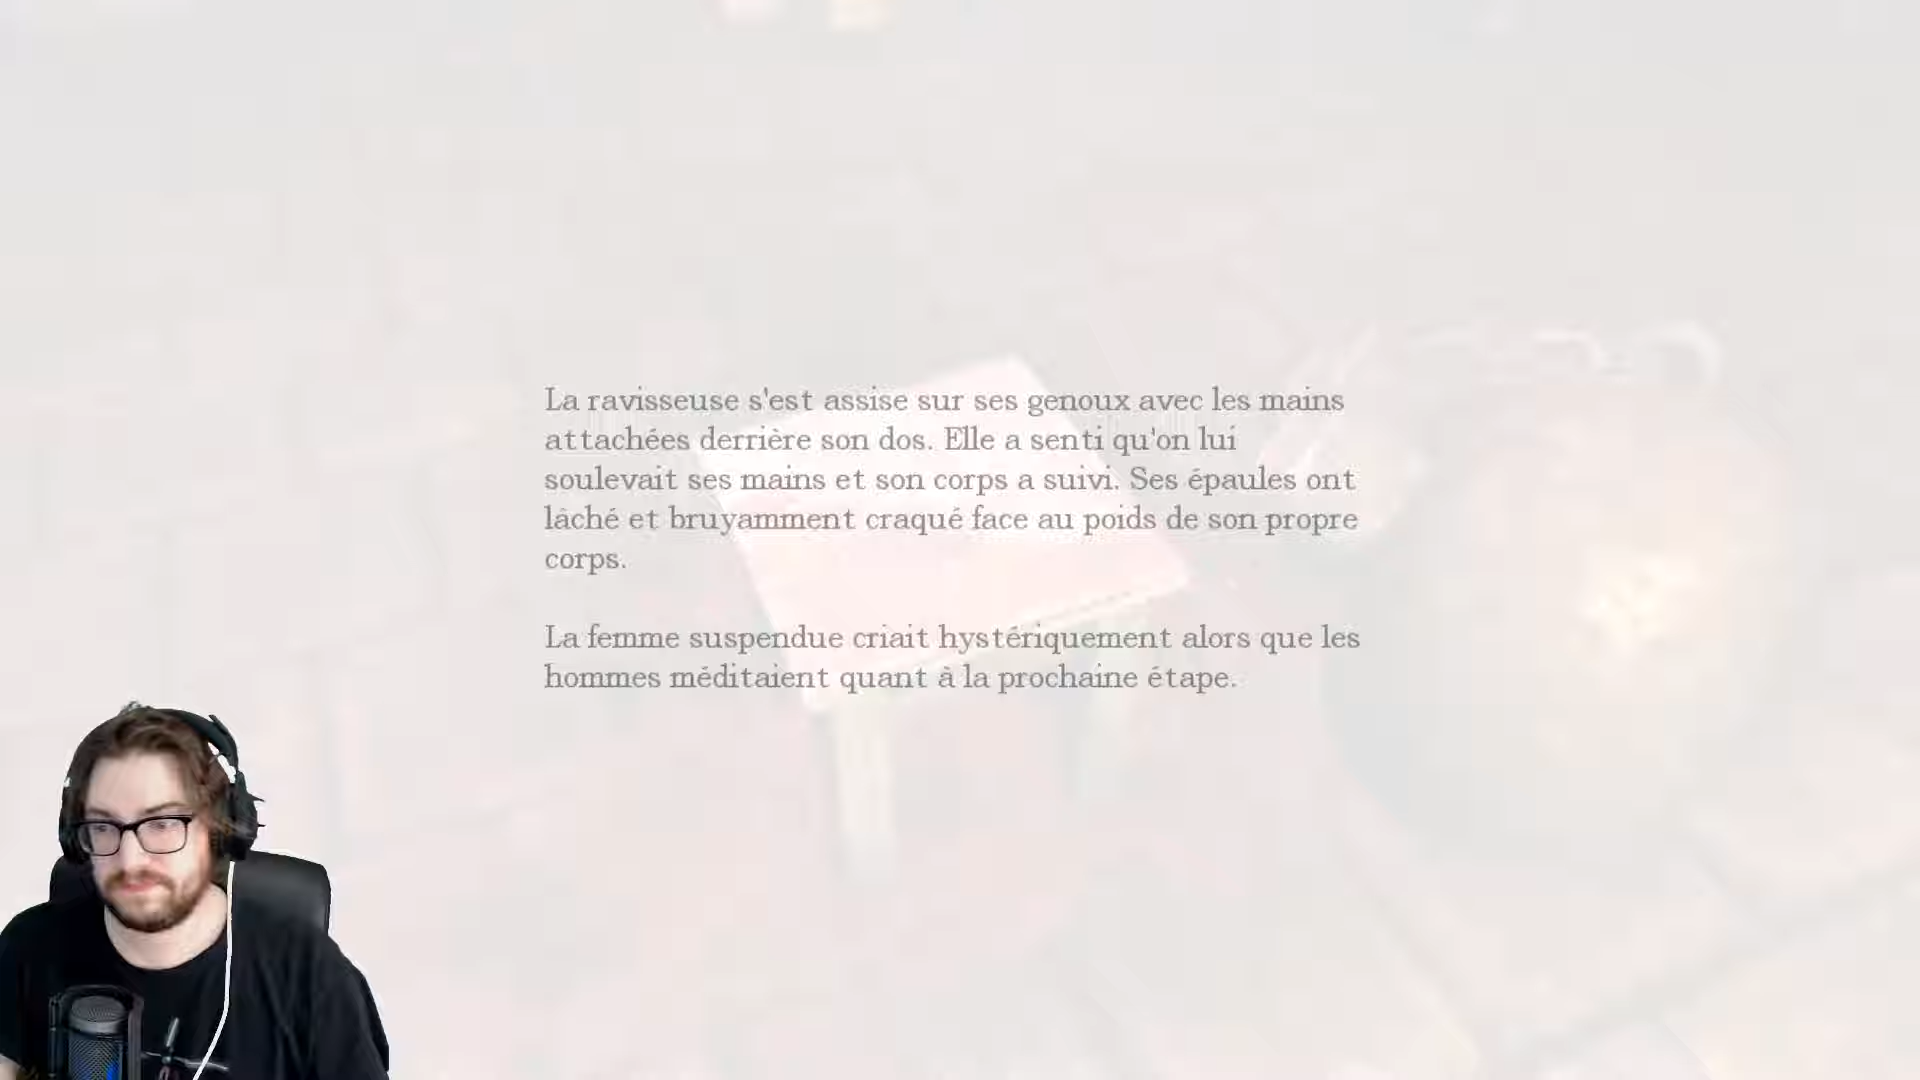 La ravisseuse s'est assise sur ses genoux avec les mains
attachées derrière son dos. Elle a senti qu'on lui
soulevait ses mains et son corps a suivi. Ses épaules ont
lâché et bruyamment craqué face au poids de son propre
corps.
La femme suspendue criait hystériquement alors que les
hommes méditaient quant à la prochaine étape.